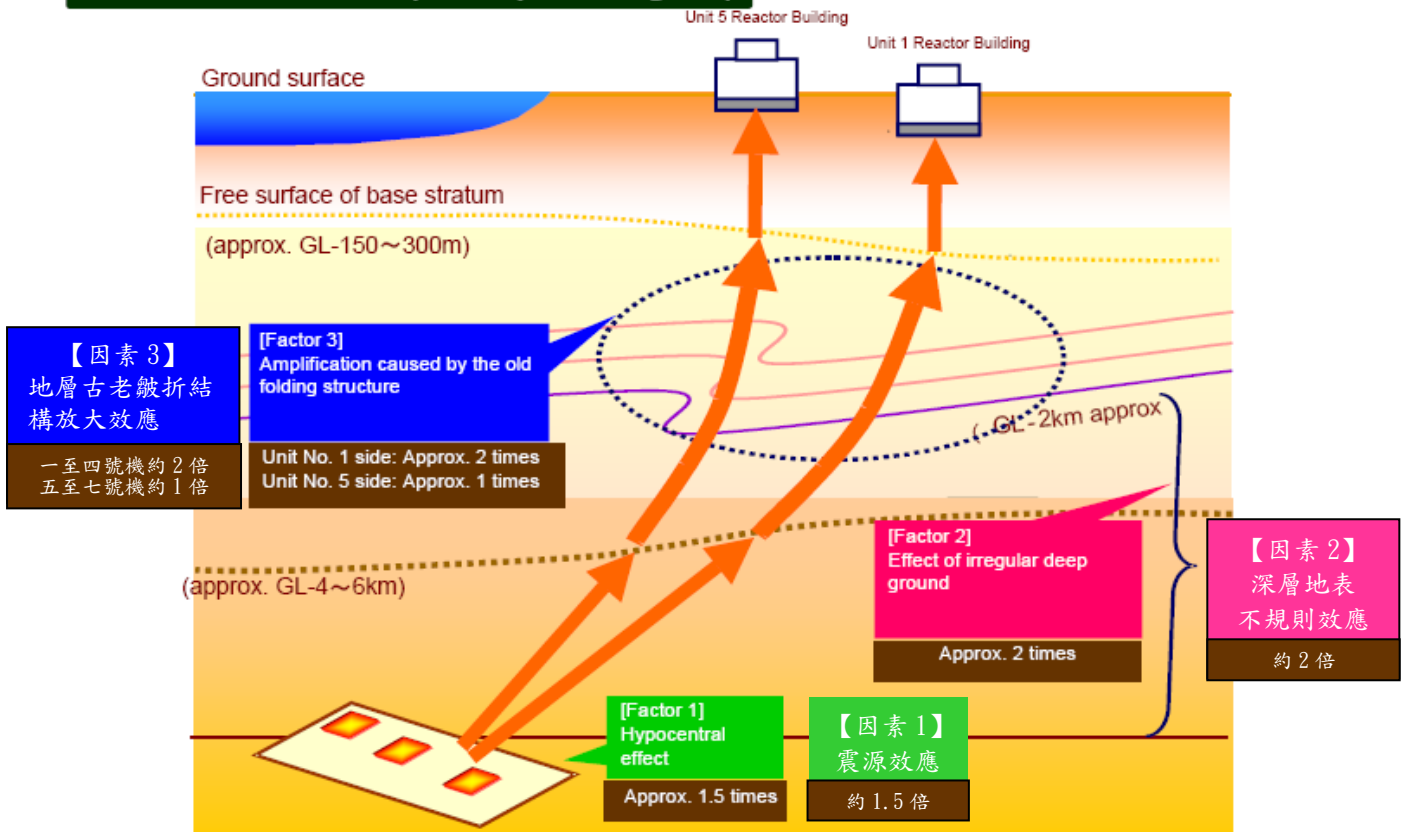 Unit 5 Reactor Building
Unit 1 Reactor Building
Ground surface
Free surface of base stratum
(approx. GL-150～300m)
【因素 3】
地層古老皺折結
構放大效應
一至四號機約 2 倍
五至七號機約 1 倍
[Factor 3]
Amplification caused by the old
folding structure
Unit No. 1 side: Approx. 2 times
Unit No. 5 side: Approx. 1 times
( GL-2km approx
(approx. GL-4～6km)
[Factor 2]
Effect of irregular deep
ground
Approx. 2 times
【因素 2】
深層地表
不規則效應
約 2 倍
[Factor 1]
Hypocentral
effect
Approx. 1.5 times
【因素 1】
震源效應
約 1.5 倍